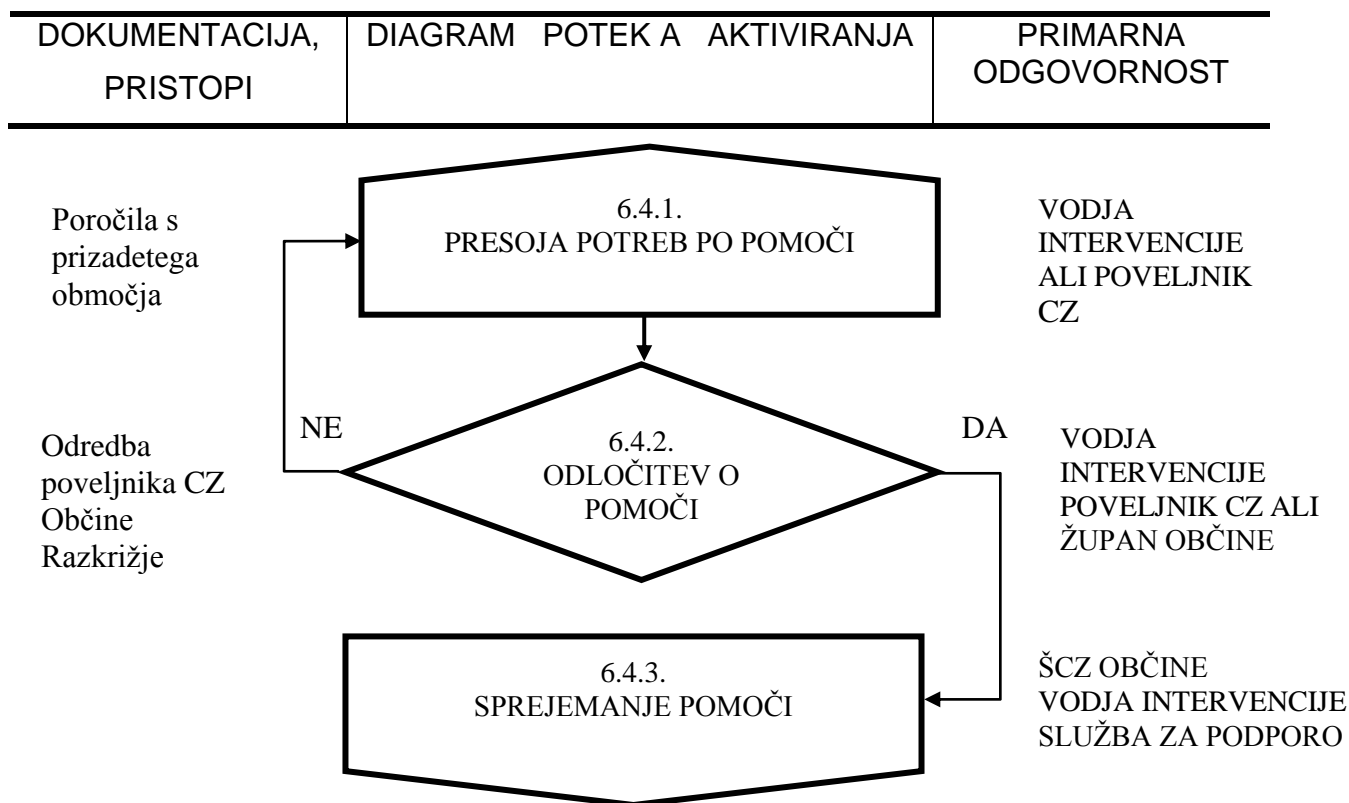 DOKUMENTACIJA,
PRISTOPI
DIAGRAM POTEK A AKTIVIRANJA
PRIMARNA
ODGOVORNOST
Poročila s
prizadetega
območja
6.4.1.
PRESOJA POTREB PO POMOČI
VODJA
INTERVENCIJE
ALI POVELJNIK
CZ
Odredba
poveljnika CZ
Občine
Razkrižje
NE
6.4.2.
ODLOČITEV O
POMOČI
DA
VODJA
INTERVENCIJE
POVELJNIK CZ ALI
ŽUPAN OBČINE
6.4.3.
SPREJEMANJE POMOČI
ŠCZ OBČINE
VODJA INTERVENCIJE
SLUŽBA ZA PODPORO